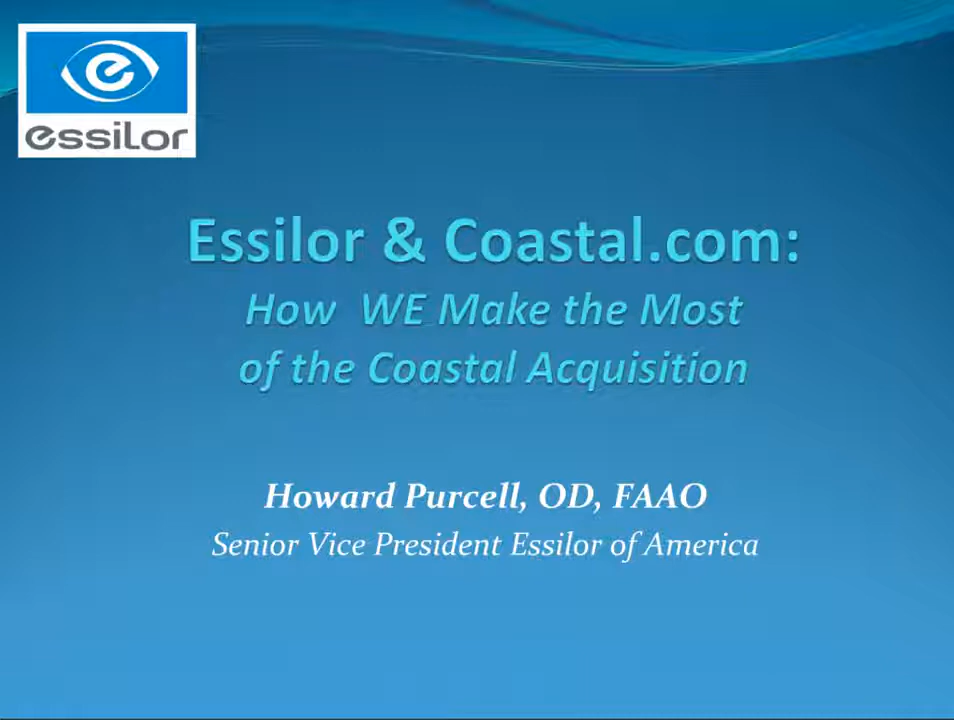 essilor
Essilor & Coastal.com:
How WE Make the Most
of the Coastal Acquisition
Howard Purcell, OD, FAAO
Senior Vice President Essilor of America